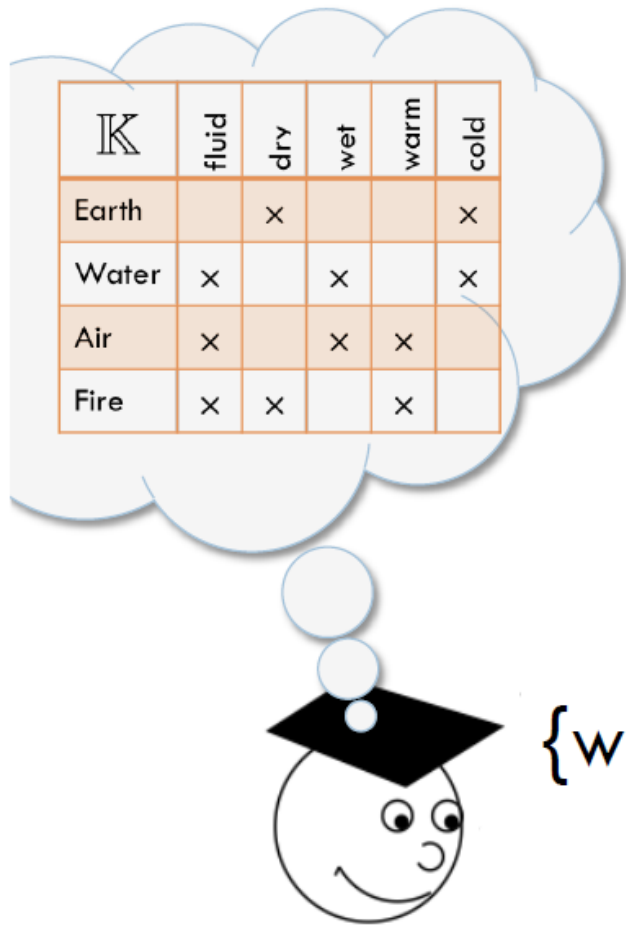 𝕂 fluid dry wet warm cold
Earth × ×
Water × × ×
Air × × ×
Fire × × ×
{w